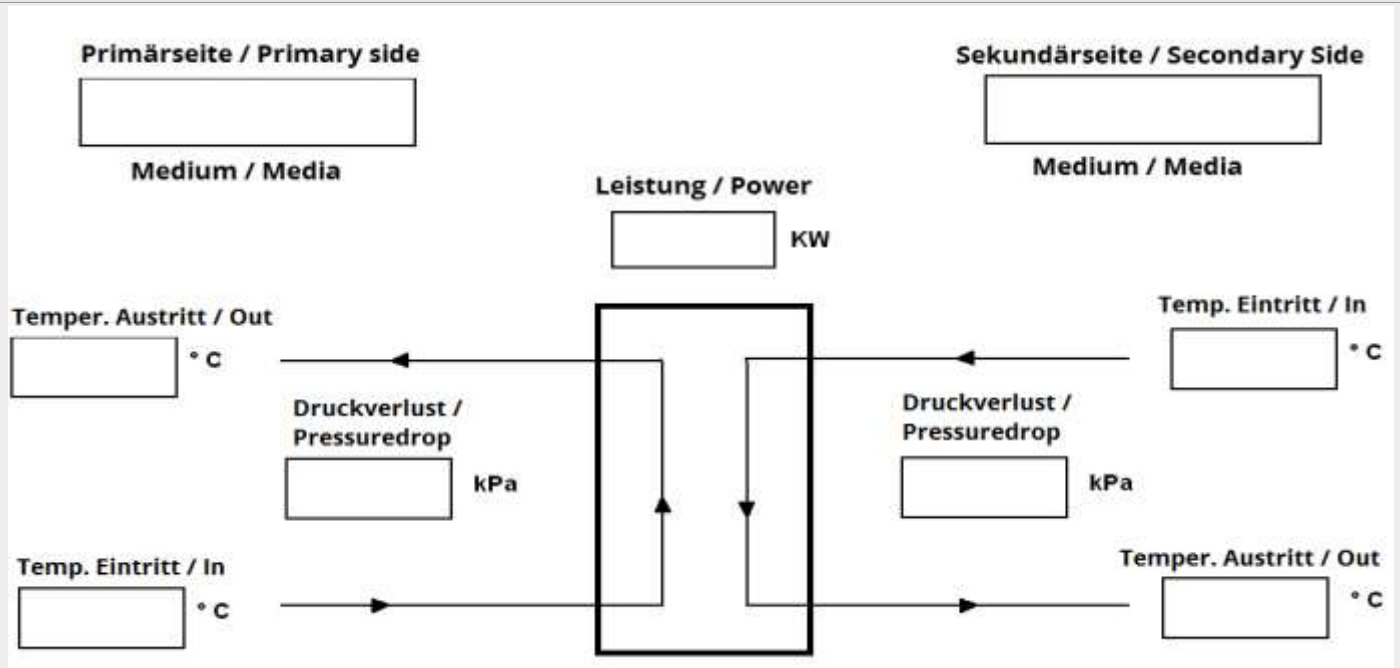 Primärseite / Primary side
Sekundärseite / Secondary Side
Medium / Media
Medium / Media
Leistung / Power
KW
Temper. Austritt / Out
° C
Temp. Eintritt / In
° C
Druckverlust /
Pressuredrop
kPa
Druckverlust /
Pressuredrop
kPa
Temp. Eintritt / In
° C
Temper. Austritt / Out
° C